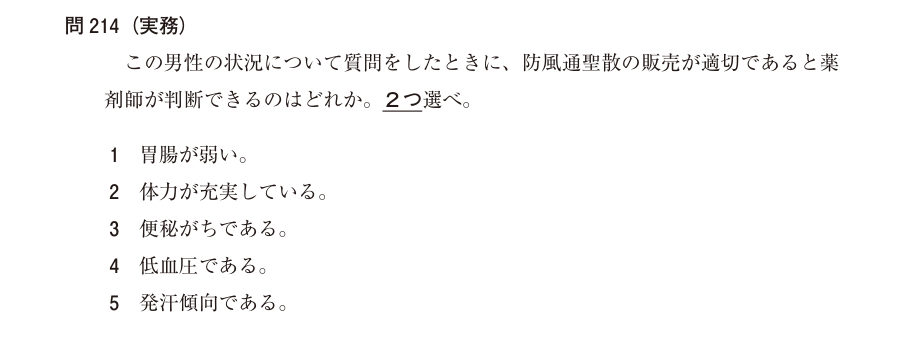 問 214（実務）
この男性の状況について質問をしたときに、防風通聖散の販売が適切であると薬
剤師が判断できるのはどれか。２つ選べ。
1 胃腸が弱い。
2 体力が充実している。
3 便秘がちである。
4 低血圧である。
5 発汗傾向である。